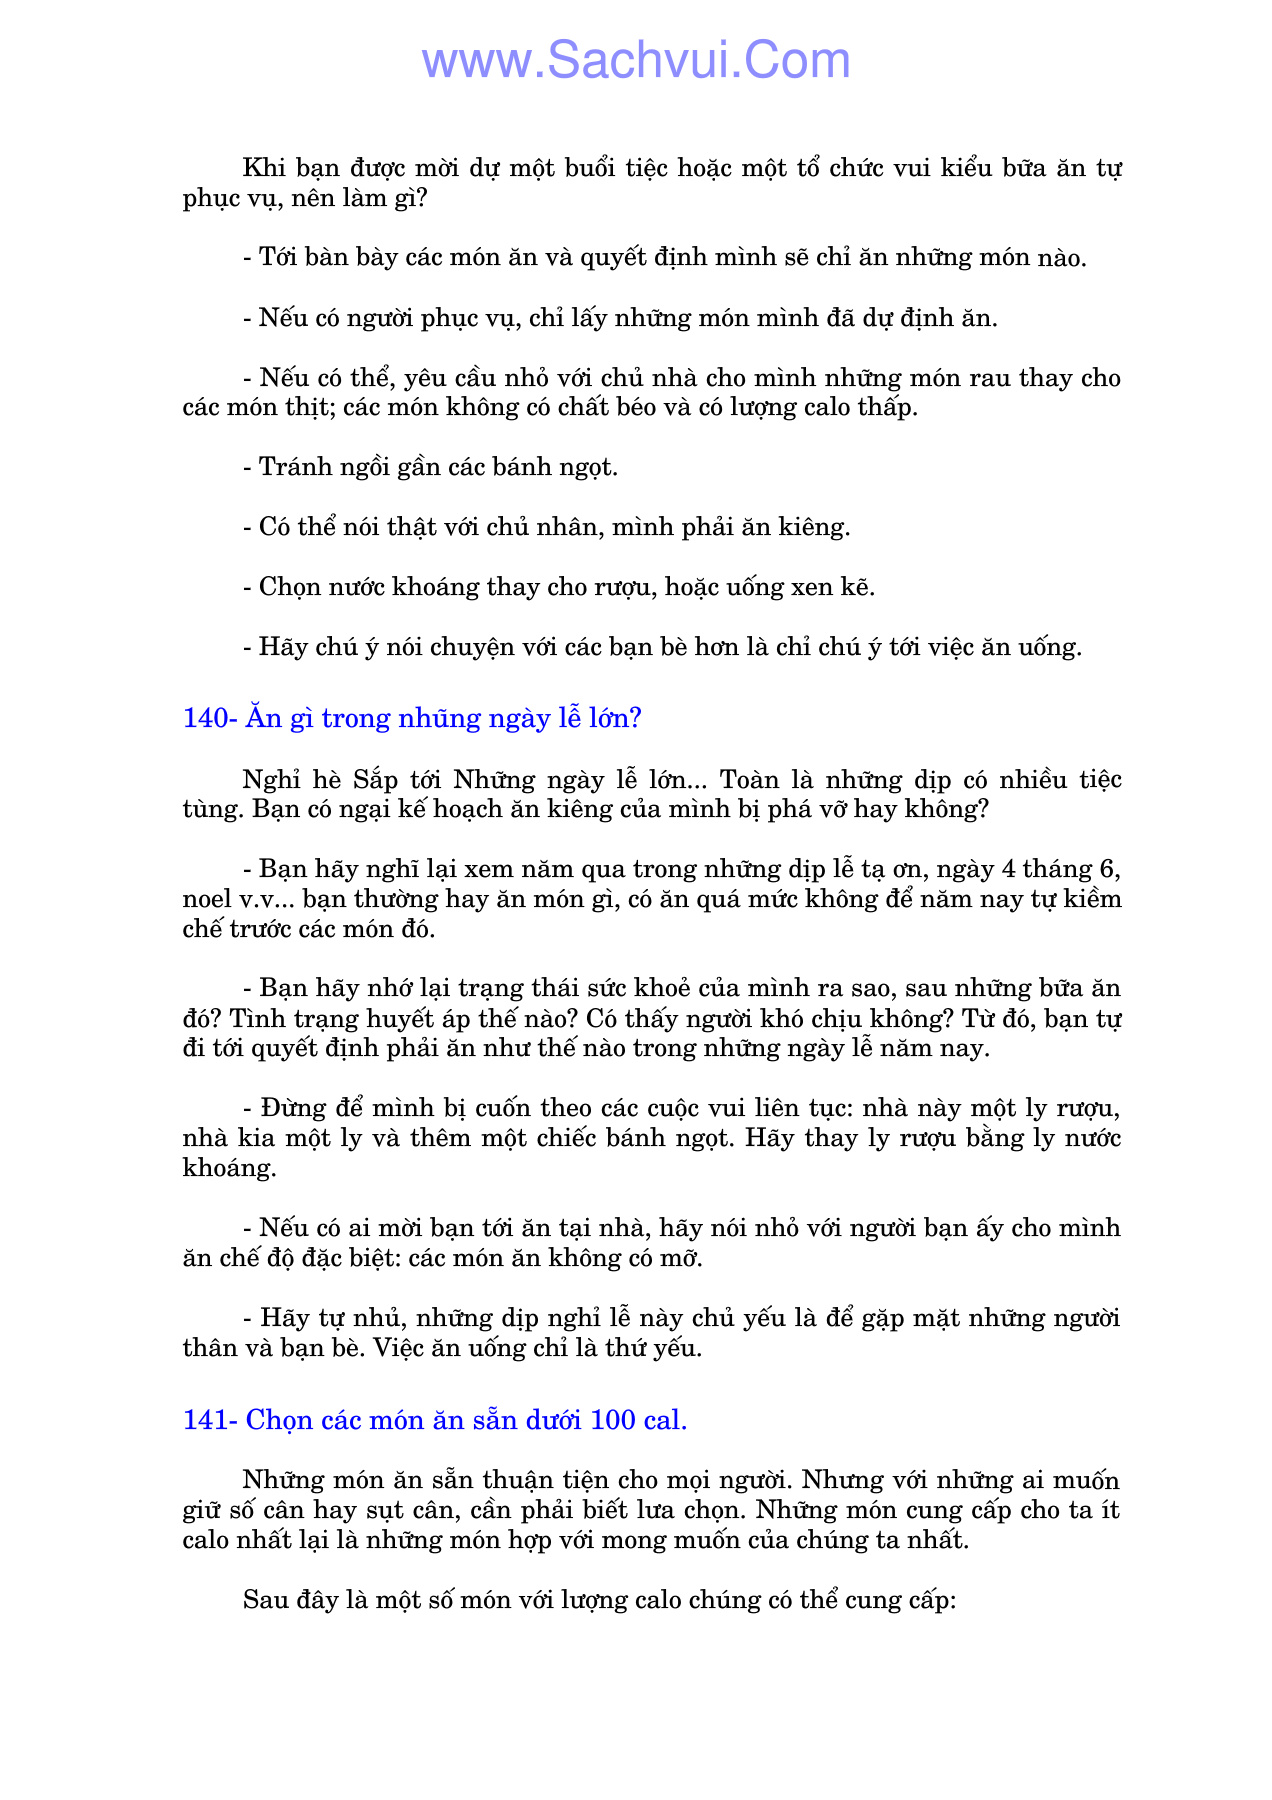 www.Sachvui.Com
Khi bạn được mời dự một buổi tiệc hoặc một tổ chức vui kiểu bữa ăn tự
phục vụ, nên làm gì?
- Tới bàn bày các món ăn và quyết định mình sẽ chỉ ăn những món nào.
- Nếu có người phục vụ, chỉ lấy những món mình đã dự định ăn.
- Nếu có thể, yêu cầu nhỏ với chủ nhà cho mình những món rau thay cho
các món thịt; các món không có chất béo và có lượng calo thấp.
- Tránh ngồi gần các bánh ngọt.
- Có thể nói thật với chủ nhân, mình phải ăn kiêng.
- Chọn nước khoáng thay cho rượu, hoặc uống xen kẽ.
- Hãy chú ý nói chuyện với các bạn bè hơn là chỉ chú ý tới việc ăn uống.
140- Ăn gì trong nhũng ngày lễ lớn?
Nghỉ hè Sắp tới Những ngày lễ lớn... Toàn là những dịp có nhiều tiệc
tùng. Bạn có ngại kế hoạch ăn kiêng của mình bị phá vỡ hay không?
- Bạn hãy nghĩ lại xem năm qua trong những dịp lễ tạ ơn, ngày 4 tháng 6,
noel v.v... bạn thường hay ăn món gì, có ăn quá mức không để năm nay tự kiềm
chế trước các món đó.
- Bạn hãy nhớ lại trạng thái sức khoẻ của mình ra sao, sau những bữa ăn
đó? Tình trạng huyết áp thế nào? Có thấy người khó chịu không? Từ đó, bạn tự
đi tới quyết định phải ăn như thế nào trong những ngày lễ năm nay.
- Đừng để mình bị cuốn theo các cuộc vui liên tục: nhà này một ly rượu,
nhà kia một ly và thêm một chiếc bánh ngọt. Hãy thay ly rượu bằng ly nước
khoáng.
- Nếu có ai mời bạn tới ăn tại nhà, hãy nói nhỏ với người bạn ấy cho mình
ăn chế độ đặc biệt: các món ăn không có mỡ.
- Hãy tự nhủ, những dịp nghỉ lễ này chủ yếu là để gặp mặt những người
thân và bạn bè. Việc ăn uống chỉ là thứ yếu.
141- Chọn các món ăn sẵn dưới 100 cal.
Những món ăn sẵn thuận tiện cho mọi người. Nhưng với những ai muốn
giữ số cân hay sụt cân, cần phải biết lưa chọn. Những món cung cấp cho ta ít
calo nhất lại là những món hợp với mong muốn của chúng ta nhất.
Sau đây là một số món với lượng calo chúng có thể cung cấp: